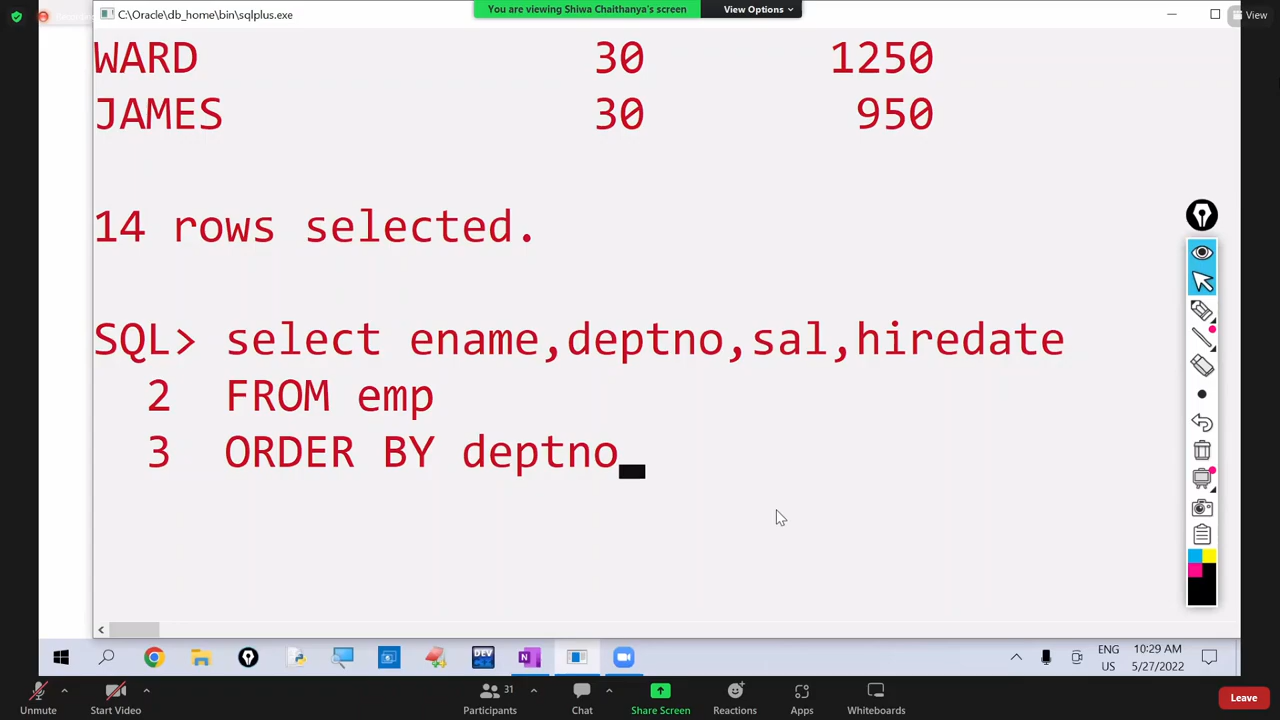 C:\Oracle\db_home\bin\sqlplus.exe
You are viewing Shiwa Chaithanya's screen
View Options
View
WARD 30 1250
JAMES 30 950
14 rows selected.
SQL> select ename,deptno,sal,hiredate
2 FROM emp
3 ORDER BY deptno
DEV
N
ENG
US
10:29 AM
5/27/2022
Unmute
Start Video
31
Participants
Chat
Share Screen
Reactions
Apps
Whiteboards
Leave